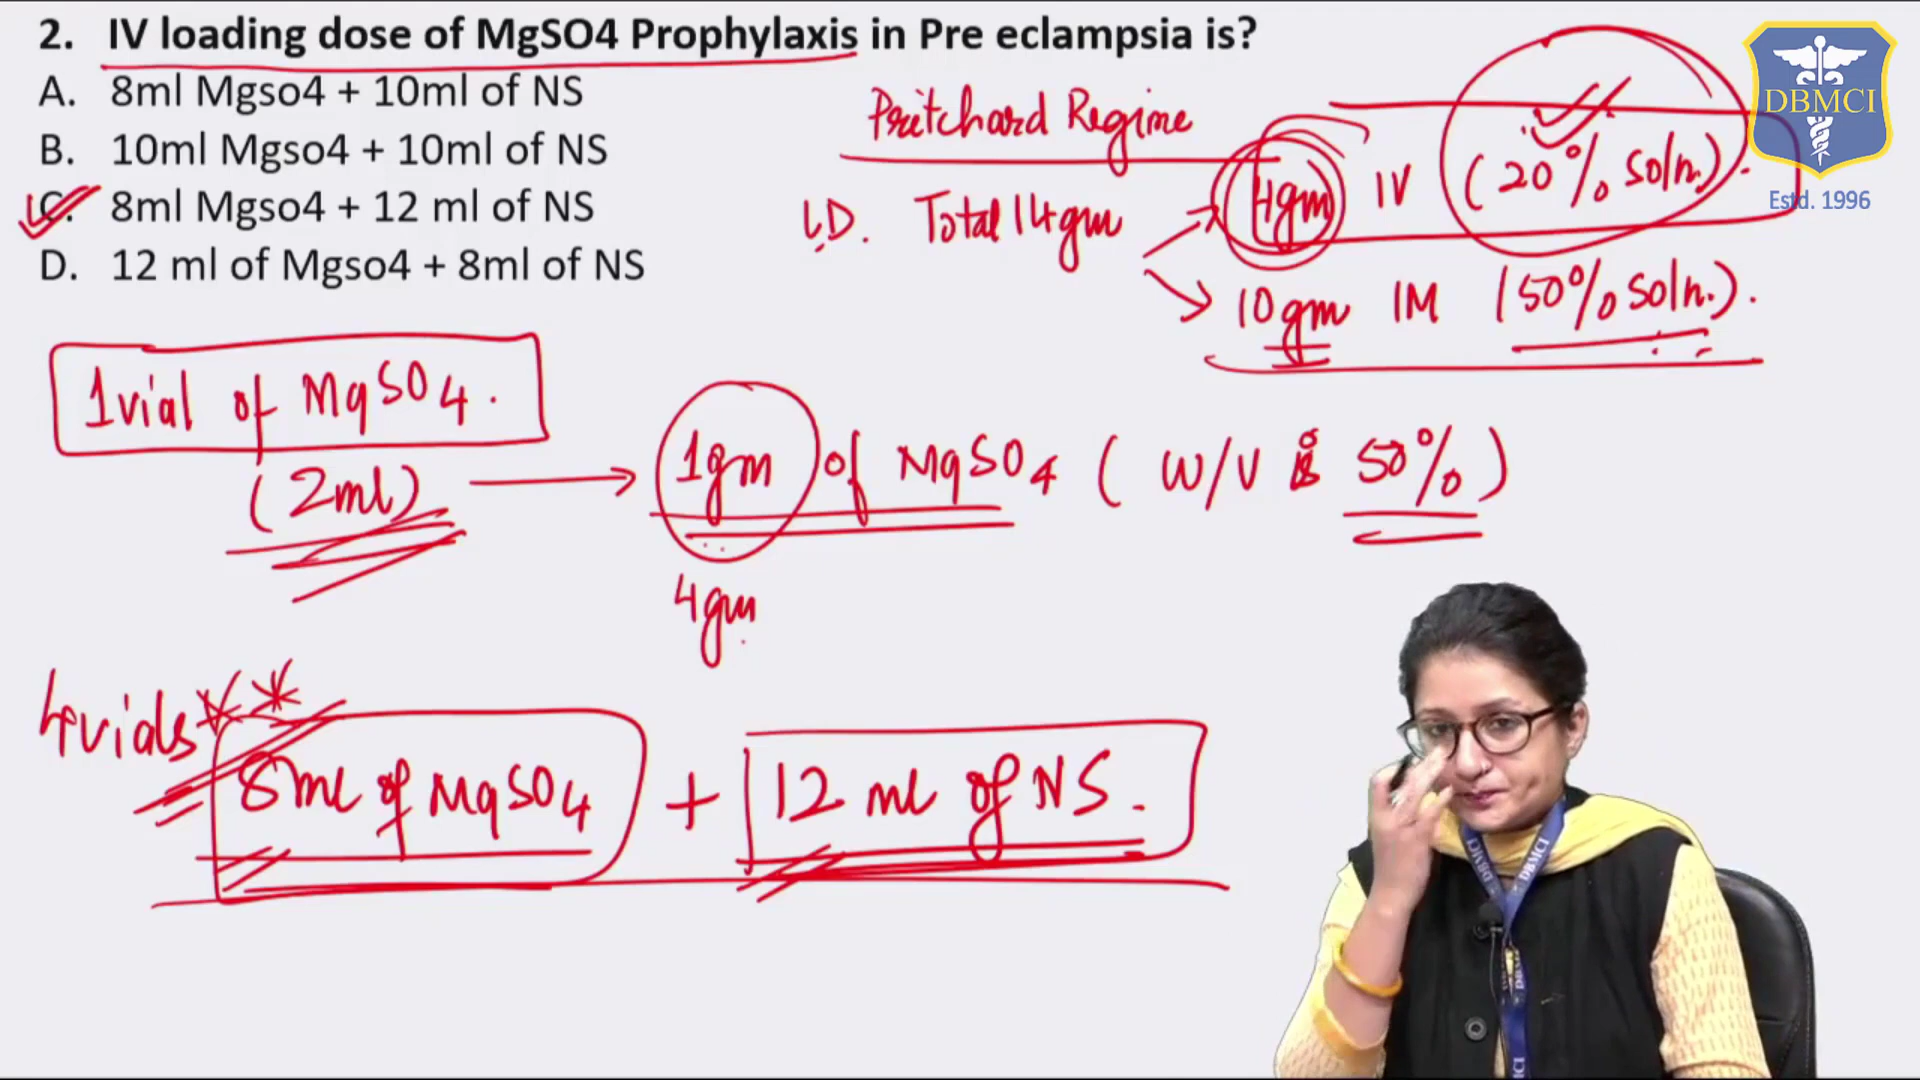 2. IV loading dose of MgSO4 Prophylaxis in Pre eclampsia is?
A. 8ml Mgso4 + 10ml of NS
B. 10ml Mgso4 + 10ml of NS
C. 8ml Mgso4 + 12 ml of NS
D. 12 ml of Mgso4 + 8ml of NS
DBMCI
Estd. 1996
Pritchard Regime
L.D. Total 14gm
4gm IV (20% Soln.).
10gm IM (50% Soln.).
1vial of MgSO4.
(2ml)
1gm of MgSO4 ( W/V 50%)
4gm
4vials
8ml of MgSO4 + 12 ml of NS.
DBMCI
DBMCI